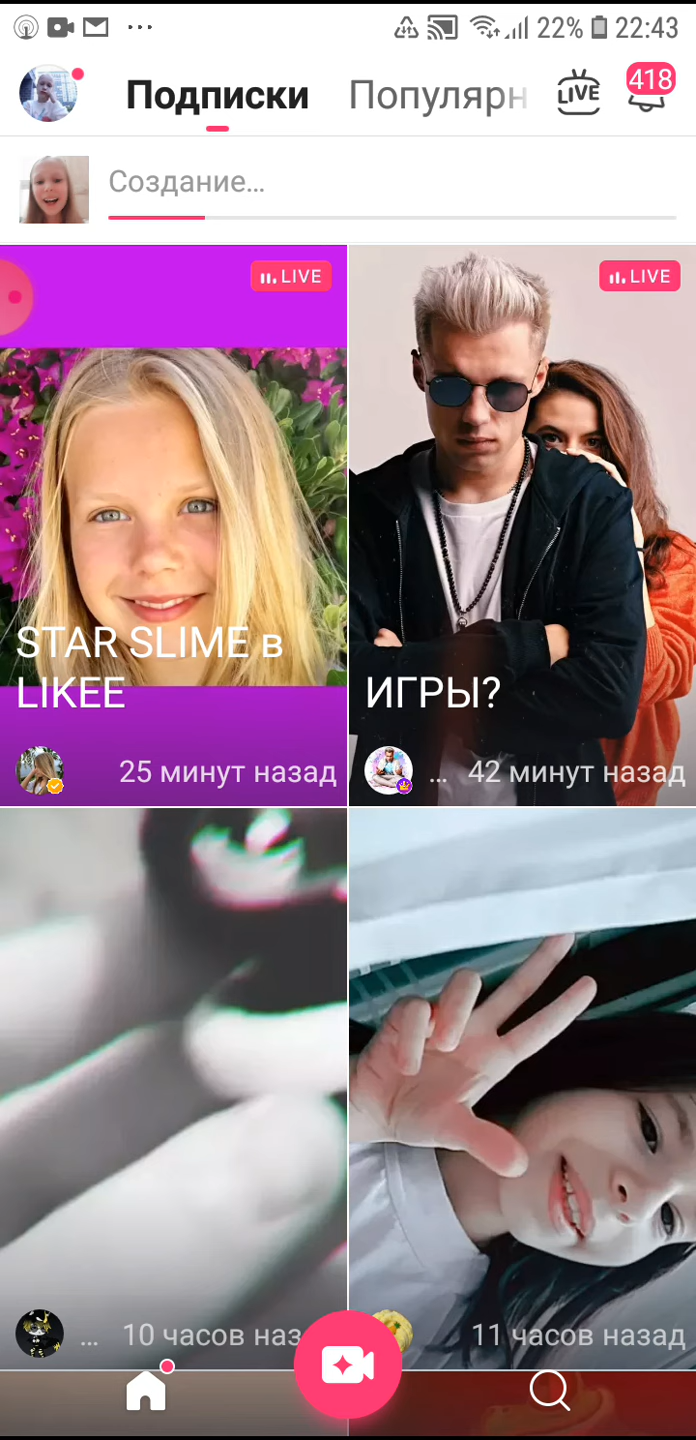 22% 22:43
Подписки Популярн LIVE 418
Создание...
LIVE
LIVE
STAR SLIME в
LIKEE
ИГРЫ?
25 минут назад
... 42 минут назад
... 10 часов наз
11 часов назад